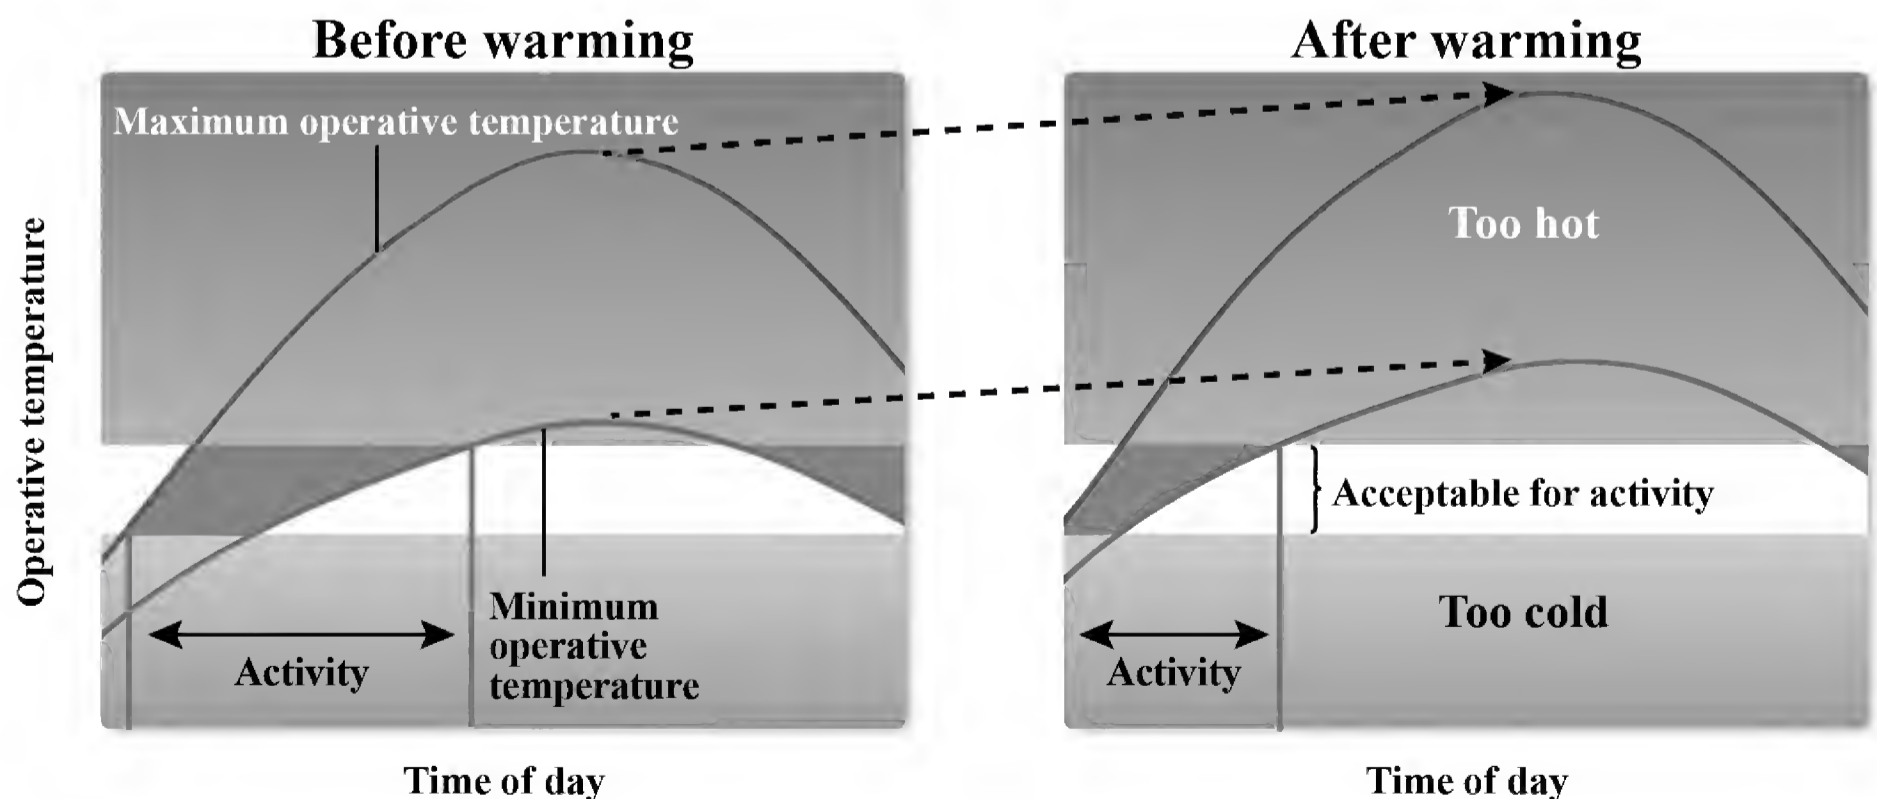 Before warming
After warming
Maximum operative temperature
Too hot
Operative temperature
Acceptable for activity
Minimum
operative
temperature
Too cold
Activity
Activity
Time of day
Time of day